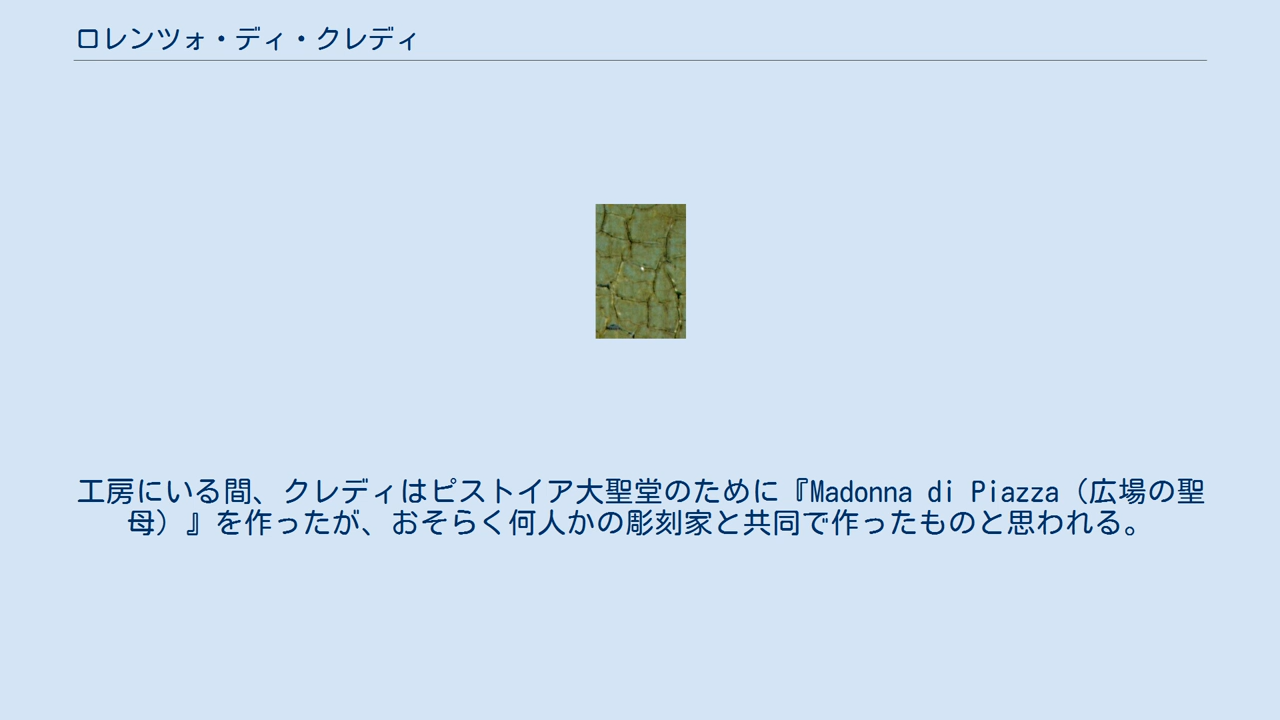 ロレンツォ・ディ・クレディ
工房にいる間、クレディはピストイア大聖堂のために『Madonna di Piazza（広場の聖
母）』を作ったが、おそらく何人かの彫刻家と共同で作ったものと思われる。